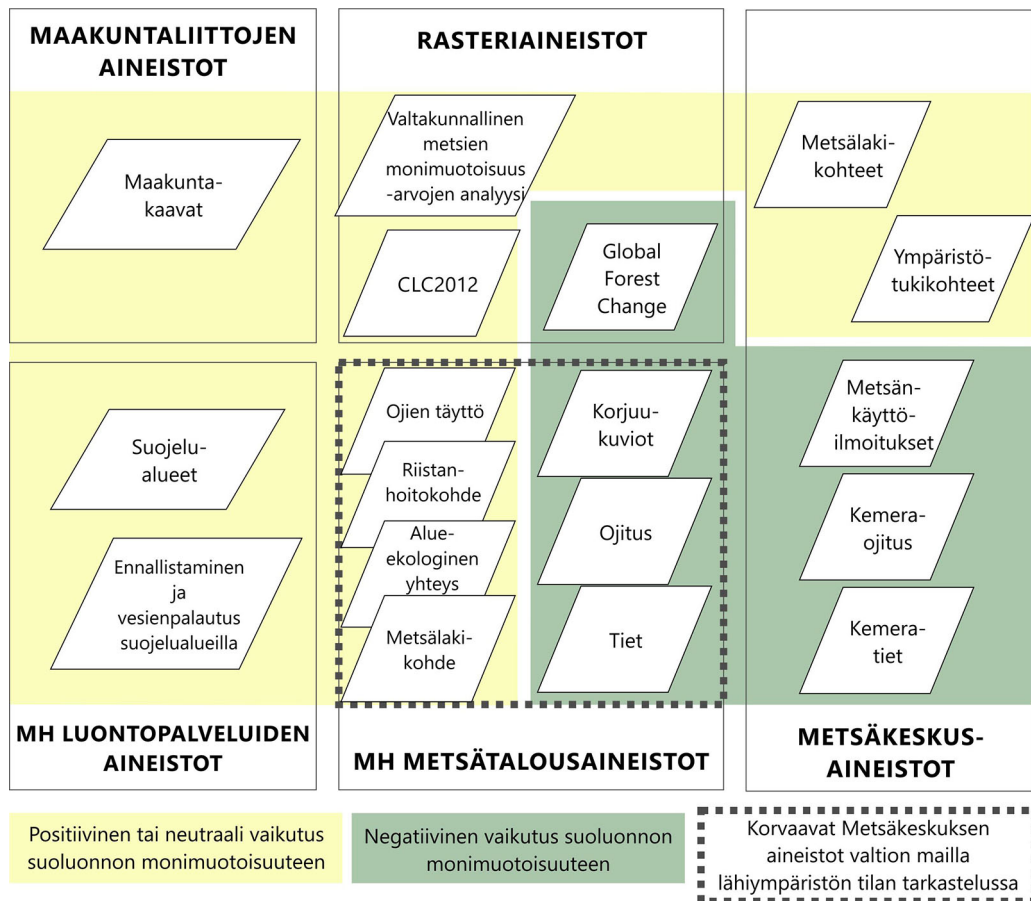 MAAKUNTALIITTOJEN
AINEISTOT
Maakunta-
kaavat
RASTERIAINEISTOT
Valtakunnallinen
metsien
monimuotoisuus
-arvojen analyysi
CLC2012
Global
Forest
Change
Metsälaki-
kohteet
Ympäristö-
tukikohteet
Suojelu-
alueet
Ennallistaminen
ja
vesienpalautus
suojelualueilla
MH LUONTOPALVELUIDEN
AINEISTOT
Ojien täyttö
Riistan-
hoitokohde
Alue-
ekologinen
yhteys
Metsälaki-
kohde
Korjuu-
kuviot
Ojitus
Tiet
MH METSÄTALOUSAINEISTOT
Metsän-
käyttö-
ilmoitukset
Kemera-
ojitus
Kemera-
tiet
METSÄKESKUS-
AINEISTOT
Positiivinen tai neutraali vaikutus
suoluonnon monimuotoisuuteen
Negatiivinen vaikutus suoluonnon
monimuotoisuuteen
Korvaavat Metsäkeskuksen
aineistot valtion mailla
lähiympäristön tilan tarkastelussa